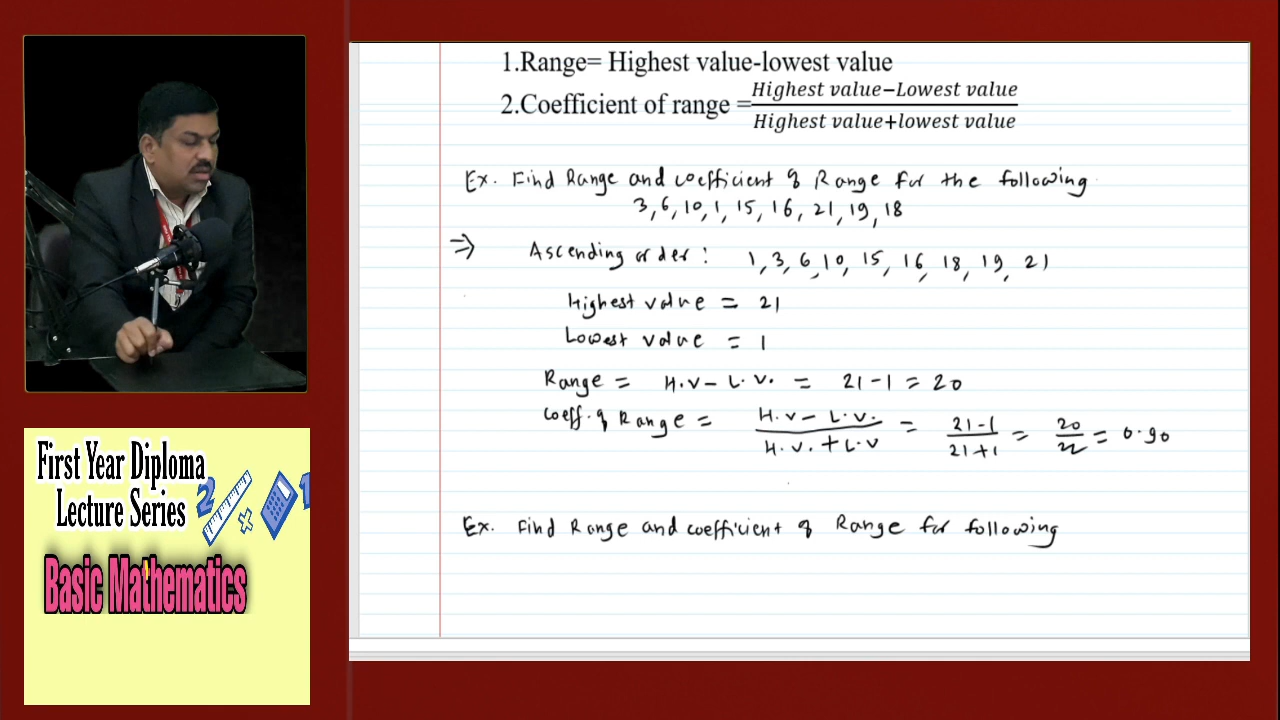 1.Range= Highest value-lowest value
2.Coefficient of range = Highest value−Lowest value / Highest value+lowest value
Ex. Find Range and coefficient of Range for the following
3, 6, 10, 1, 15, 16, 21, 19, 18
⇒ Ascending order : 1, 3, 6, 10, 15, 16, 18, 19, 21
Highest value = 21
Lowest value = 1
Range = H.V - L.V. = 21 - 1 = 20
Coeff. of Range = H.V - L.V. / H.V. + L.V = 21-1 / 21+1 = 20 / 22 = 0.90
Ex. Find Range and coefficient of Range for following
First Year Diploma
Lecture Series
2
1
Basic Mathematics